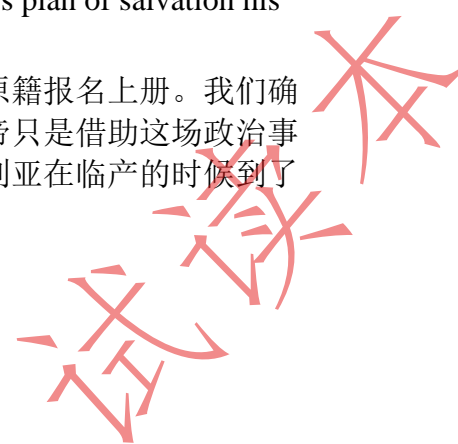 s plan of salvation his
原籍报名上册。我们确
帝只是借助这场政治事
利亚在临产的时候到了
试读本